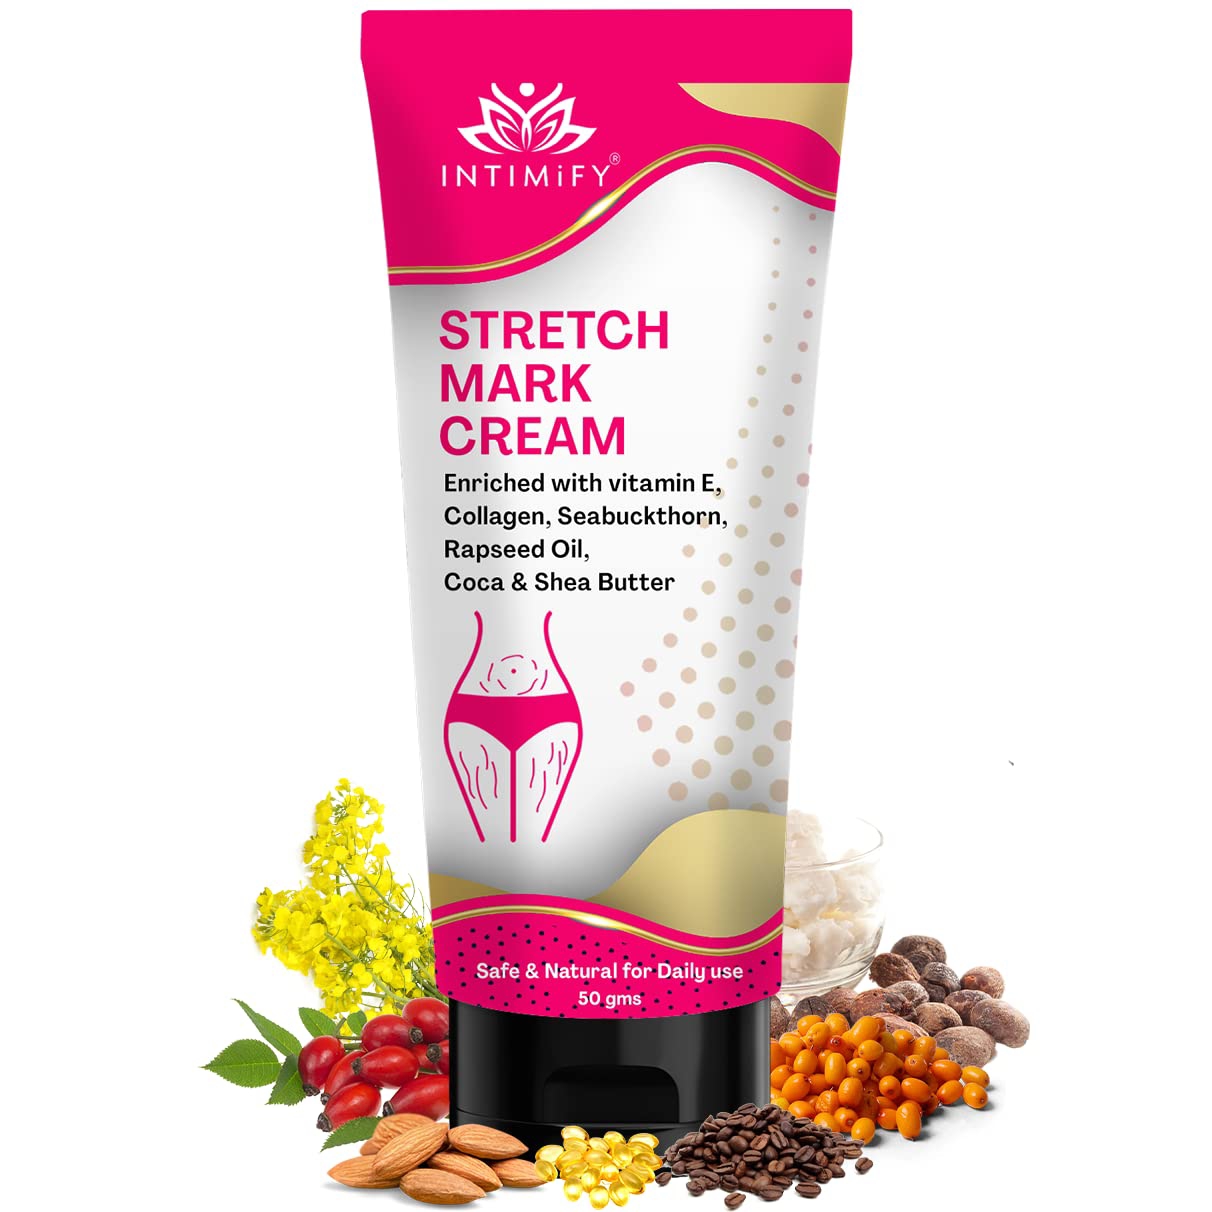 INTIMiFY®
STRETCH
MARK
CREAM
Enriched with vitamin E,
Collagen, Seabuckthorn,
Rapseed Oil,
Coca & Shea Butter
Safe & Natural for Daily use
50 gms